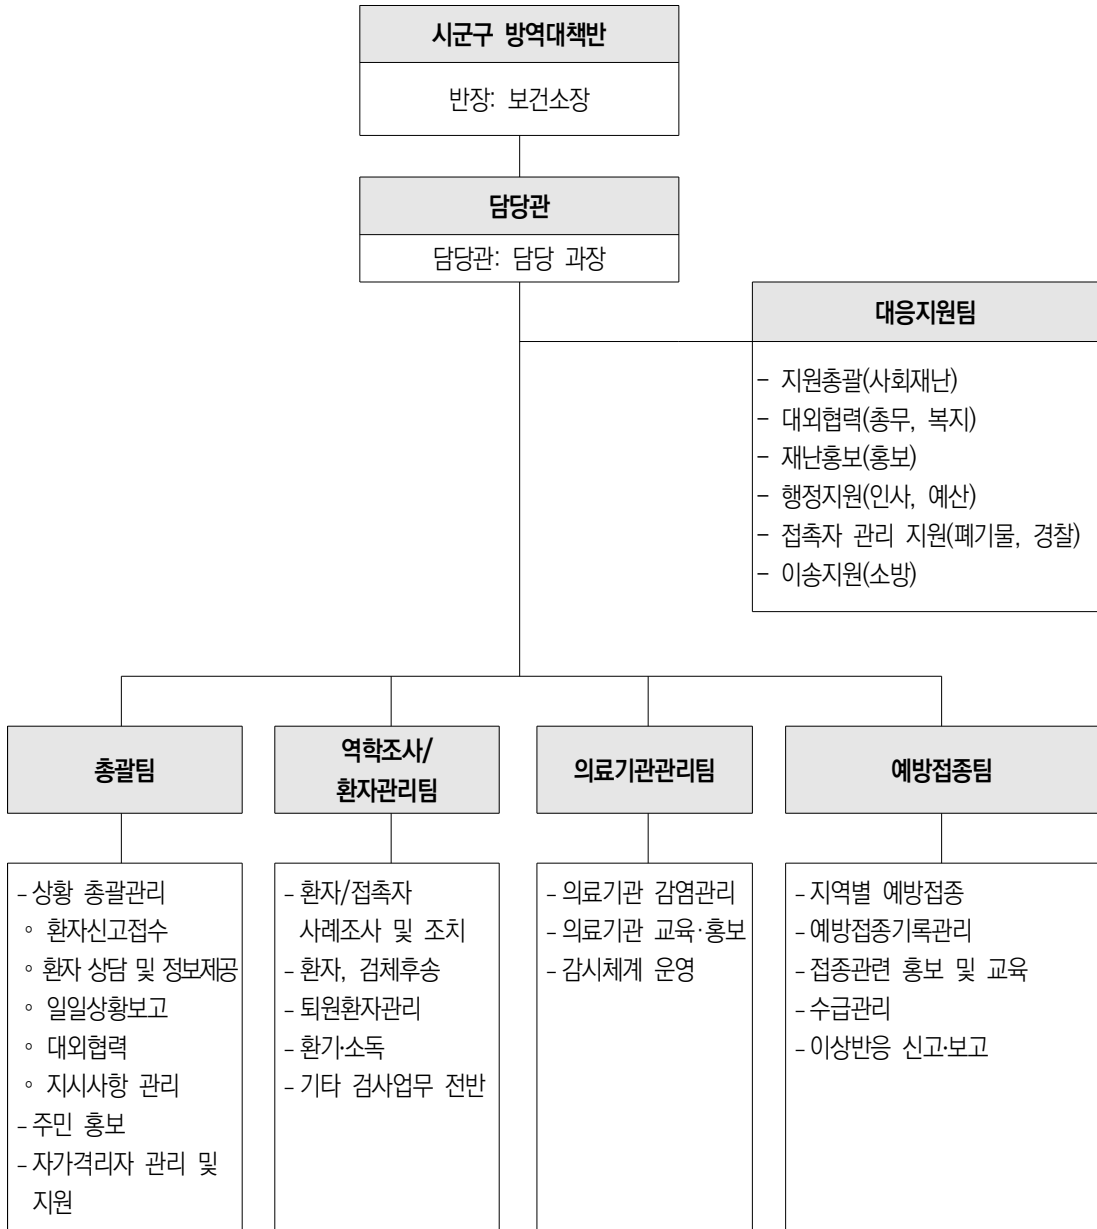 시군구 방역대책반
반장: 보건소장
담당관
담당관: 담당 과장
대응지원팀
- 지원총괄(사회재난)
- 대외협력(총무, 복지)
- 재난홍보(홍보)
- 행정지원(인사, 예산)
- 접촉자 관리 지원(폐기물, 경찰)
- 이송지원(소방)
총괄팀
- 상황 총괄관리
◦ 환자신고접수
◦ 환자 상담 및 정보제공
◦ 일일상황보고
◦ 대외협력
◦ 지시사항 관리
- 주민 홍보
- 자가격리자 관리 및
지원
역학조사/
환자관리팀
- 환자/접촉자
사례조사 및 조치
- 환자, 검체후송
- 퇴원환자관리
- 환기·소독
- 기타 검사업무 전반
의료기관관리팀
- 의료기관 감염관리
- 의료기관 교육·홍보
- 감시체계 운영
예방접종팀
- 지역별 예방접종
- 예방접종기록관리
- 접종관련 홍보 및 교육
- 수급관리
- 이상반응 신고·보고